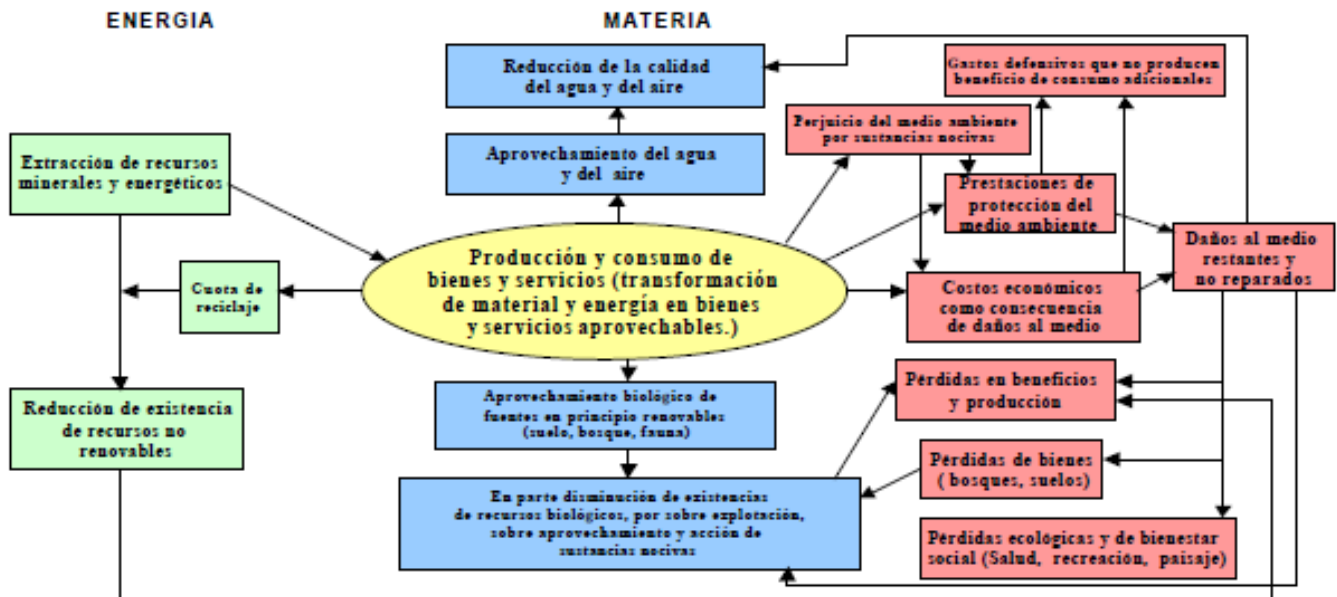 ENERGIA
MATERIA
Reducción de la calidad
del agua y del aire
Gastos defensivos que no producen
beneficio de consumo adicionales
Perjuicio del medio ambiente
por sustancias nocivas
Extracción de recursos
minerales y energéticos
Aprovechamiento del agua
y del aire
Prestaciones de
protección del
medio ambiente
Daños al medio
restantes y
no reparados
Producción y consumo de
bienes y servicios (transformación
de material y energía en bienes
y servicios aprovechables.)
Cuota de
reciclaje
Costos económicos
como consecuencia
de daños al medio
Reducción de existencia
de recursos no
renovables
Aprovechamiento biológico de
fuentes en principio renovables
(suelo, bosque, fauna)
Pérdidas en beneficios
y producción
Pérdidas de bienes
( bosques, suelos)
En parte disminución de existencias
de recursos biológicos, por sobre explotación,
sobre aprovechamiento y acción de
sustancias nocivas
Pérdidas ecológicas y de bienestar
social (Salud, recreación, paisaje)